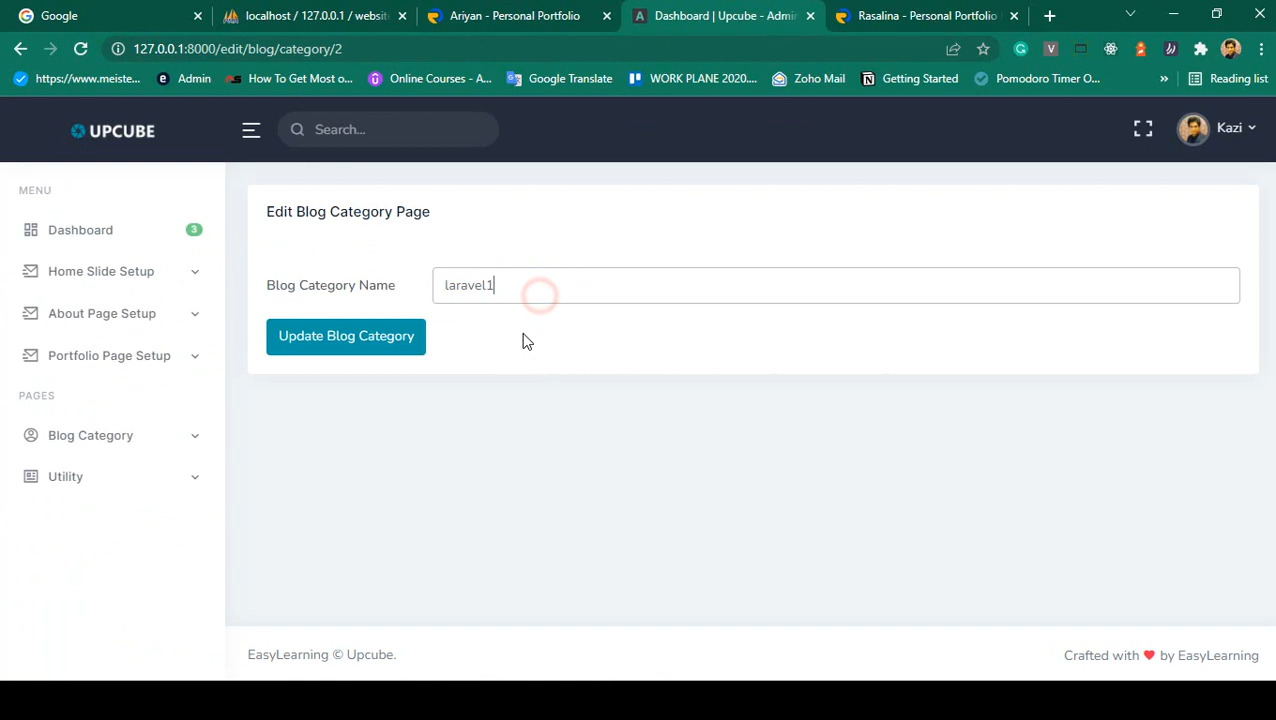 Google
localhost / 127.0.0.1 / websit
Ariyan - Personal Portfolio
Dashboard | Upcube - Admin
Rasalina - Personal Portfolio
127.0.0.1:8000/edit/blog/category/2
https://www.meiste...
Admin
How To Get Most o...
Online Courses - A...
Google Translate
WORK PLANE 2020....
Zoho Mail
Getting Started
Pomodoro Timer O...
»
Reading list
UPCUBE
Search...
Kazi
MENU
Dashboard
3
Home Slide Setup
About Page Setup
Portfolio Page Setup
PAGES
Blog Category
Utility
Edit Blog Category Page
Blog Category Name
laravel1
Update Blog Category
EasyLearning © Upcube.
Crafted with ❤ by EasyLearning